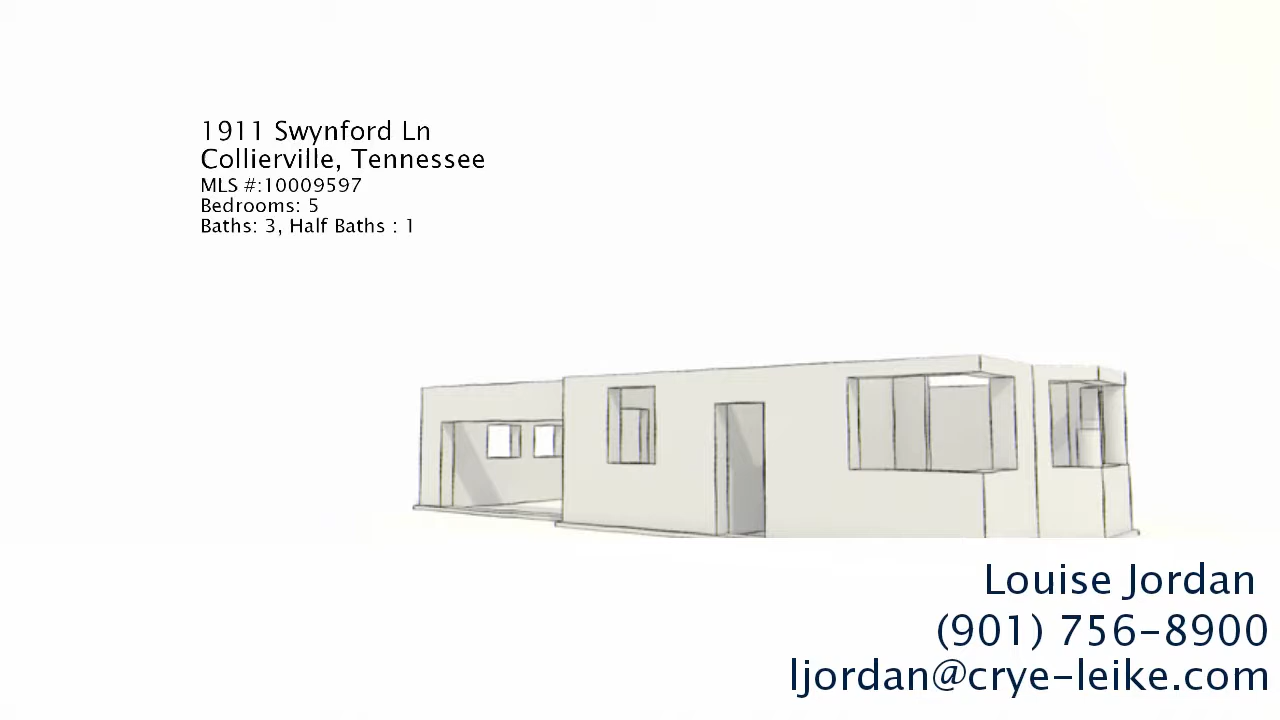 1911 Swynford Ln
Collierville, Tennessee
MLS #:10009597
Bedrooms: 5
Baths: 3, Half Baths : 1
Louise Jordan
(901) 756-8900
ljordan@crye-leike.com